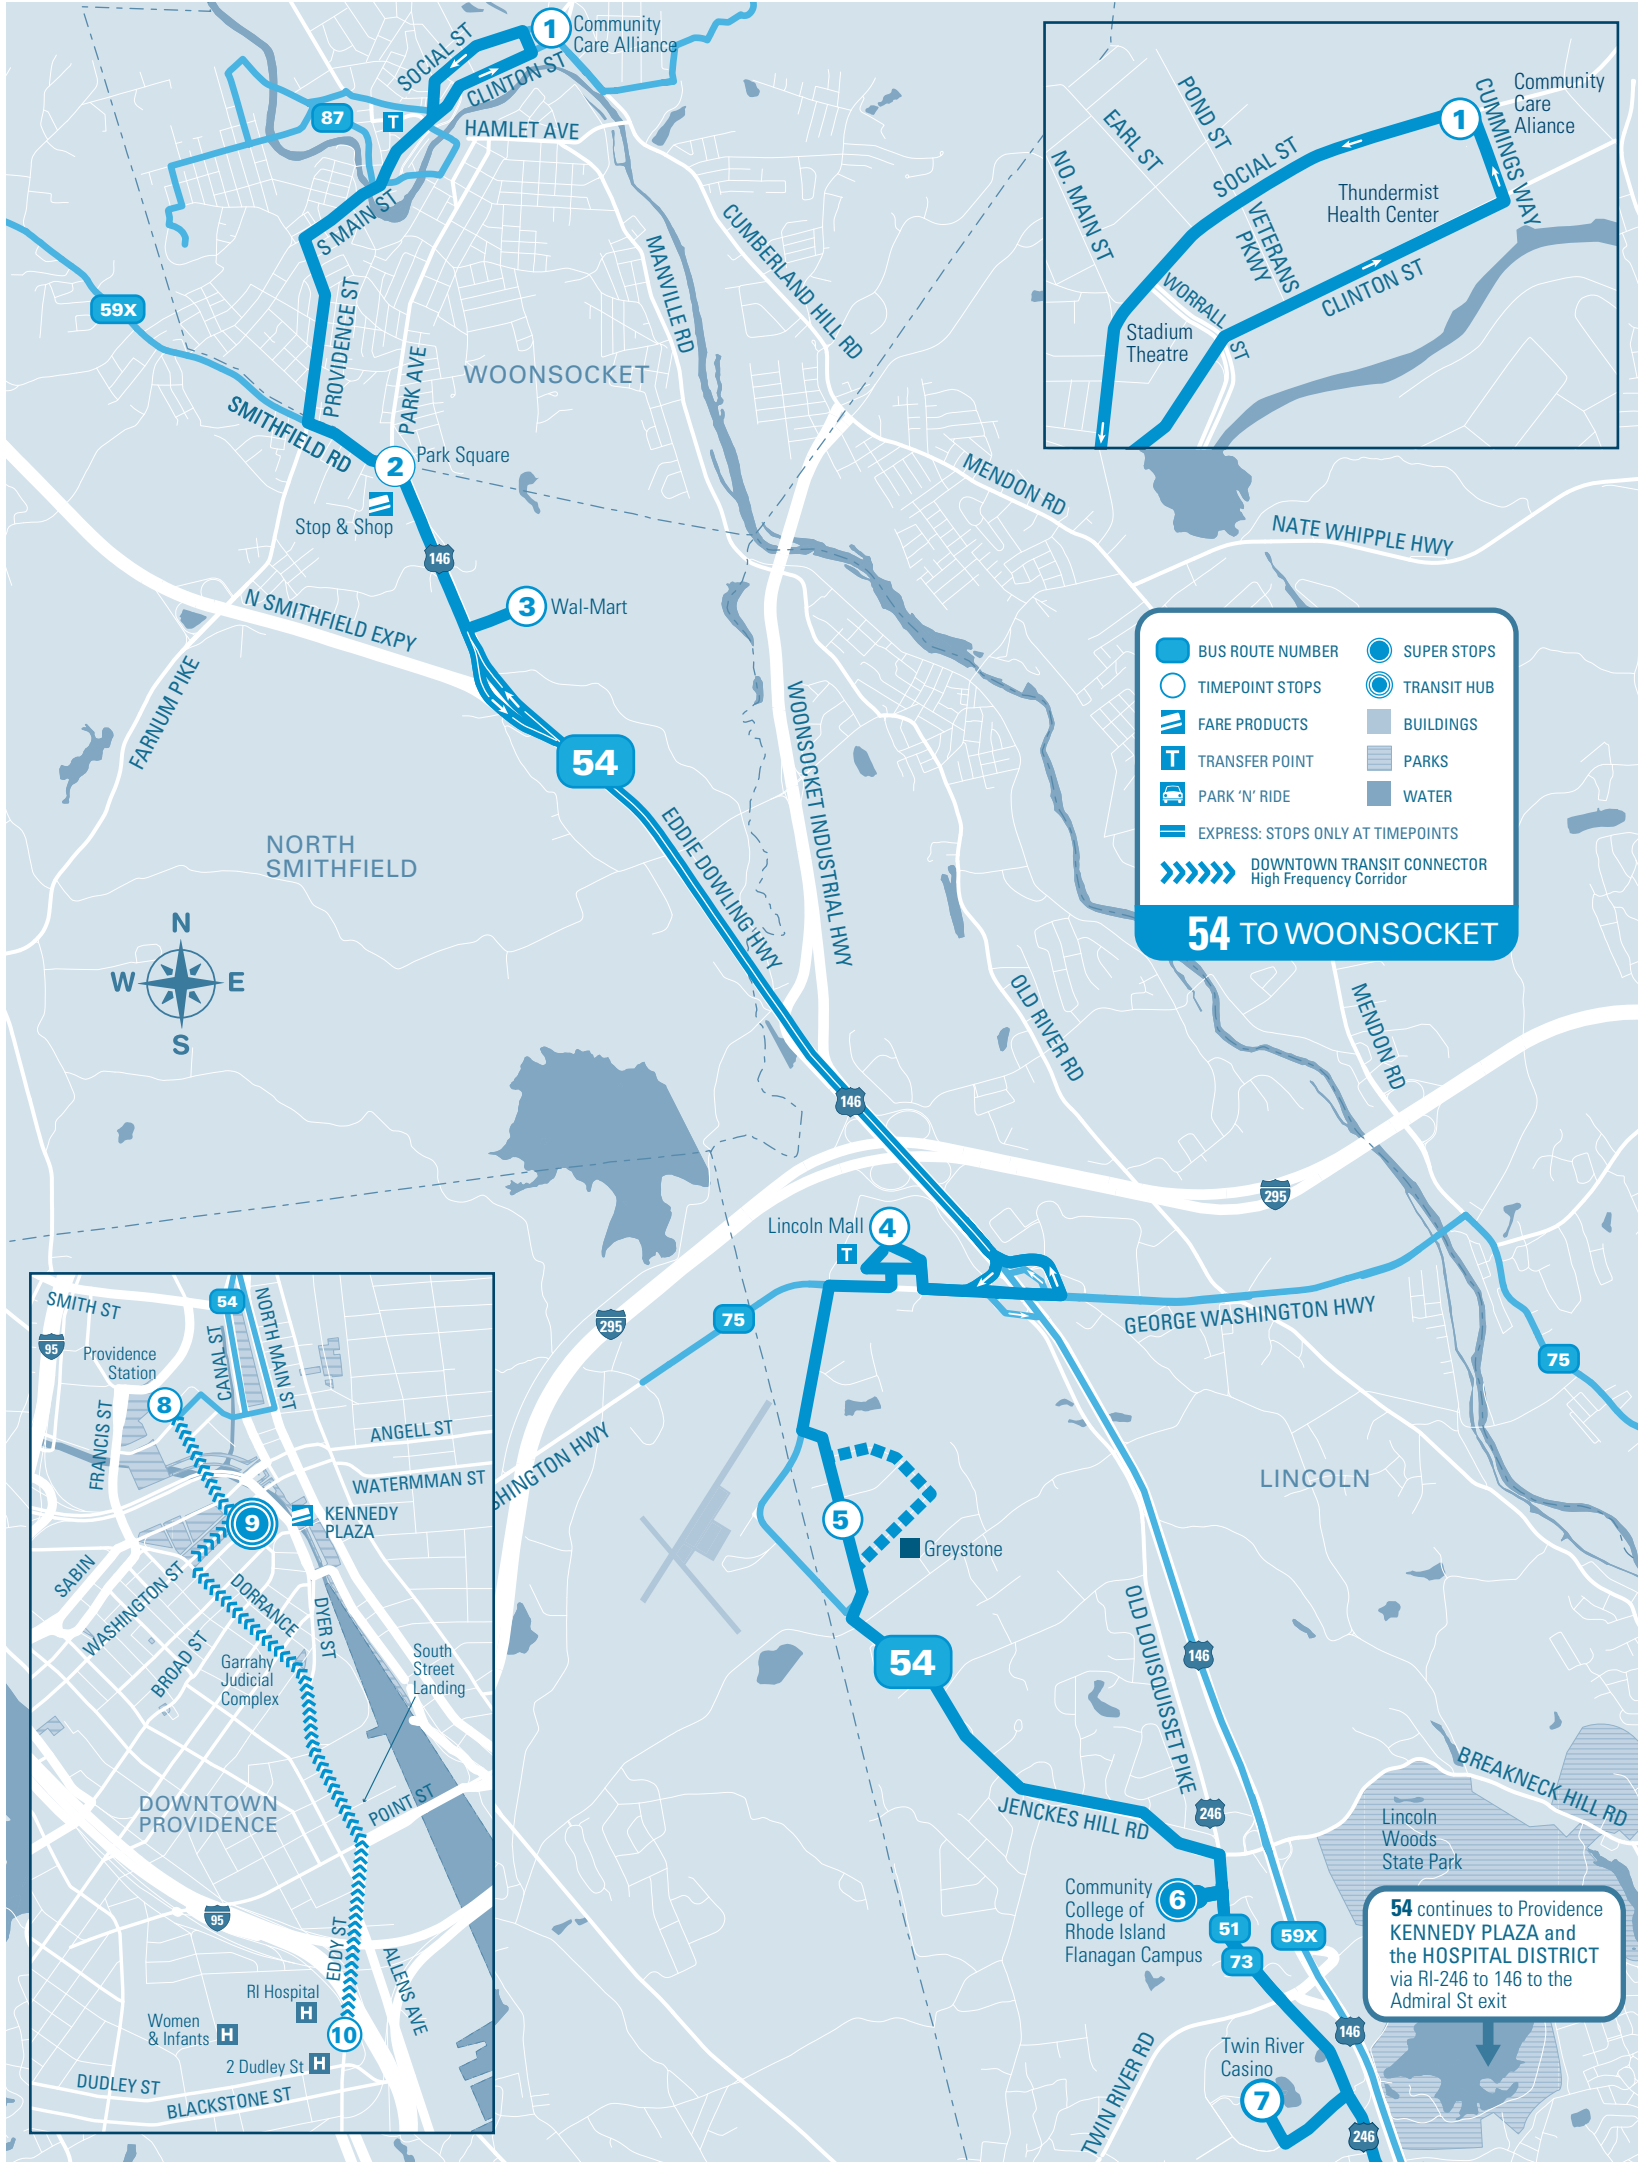 1
Community
Care Alliance
SOCIAL ST
CLINTON ST
87
T
HAMLET AVE
S MAIN ST
59X
PROVIDENCE ST
PARK AVE
WOONSOCKET
MANVILLE RD
CUMBERLAND HILL RD
SMITHFIELD RD
2
Park Square
Stop & Shop
146
3
Wal-Mart
N SMITHFIELD EXPY
FARNUM PIKE
54
MENDON RD
NATE WHIPPLE HWY
WOONSOCKET INDUSTRIAL HWY
EDDIE DOWLING HWY
NORTH
SMITHFIELD
N
W
E
S
OLD RIVER RD
MENDON RD
146
295
POND ST
EARL ST
NO. MAIN ST
SOCIAL ST
1
CUMMINGS WAY
Community
Care
Aliance
Thundermist
Health Center
VETERANS
PKWY
WORRALL ST
CLINTON ST
Stadium
Theatre
BUS ROUTE NUMBER
SUPER STOPS
TIMEPOINT STOPS
TRANSIT HUB
FARE PRODUCTS
BUILDINGS
T
TRANSFER POINT
PARKS
PARK 'N' RIDE
WATER
EXPRESS: STOPS ONLY AT TIMEPOINTS
DOWNTOWN TRANSIT CONNECTOR
High Frequency Corridor
54 TO WOONSOCKET
Lincoln Mall
4
T
75
295
GEORGE WASHINGTON HWY
75
SHINGTON HWY
LINCOLN
5
Greystone
54
OLD LOUISQUISSET PIKE
146
JENCKES HILL RD
246
BREAKNECK HILL RD
Lincoln
Woods
State Park
Community
College of
Rhode Island
Flanagan Campus
6
51
73
59X
54 continues to Providence
KENNEDY PLAZA and
the HOSPITAL DISTRICT
via RI-246 to 146 to the
Admiral St exit
146
TWIN RIVER RD
Twin River
Casino
7
246
SMITH ST
54
95
CANAL ST
NORTH MAIN ST
Providence
Station
8
FRANCIS ST
ANGELL ST
WATERMMAN ST
9
KENNEDY
PLAZA
SABIN
WASHINGTON ST
DORRANCE
DYER ST
BROAD ST
Garrahy
Judicial
Complex
South
Street
Landing
DOWNTOWN
PROVIDENCE
POINT ST
95
EDDY ST
ALLENS AVE
RI Hospital
H
Women
& Infants
H
10
2 Dudley St
H
DUDLEY ST
BLACKSTONE ST